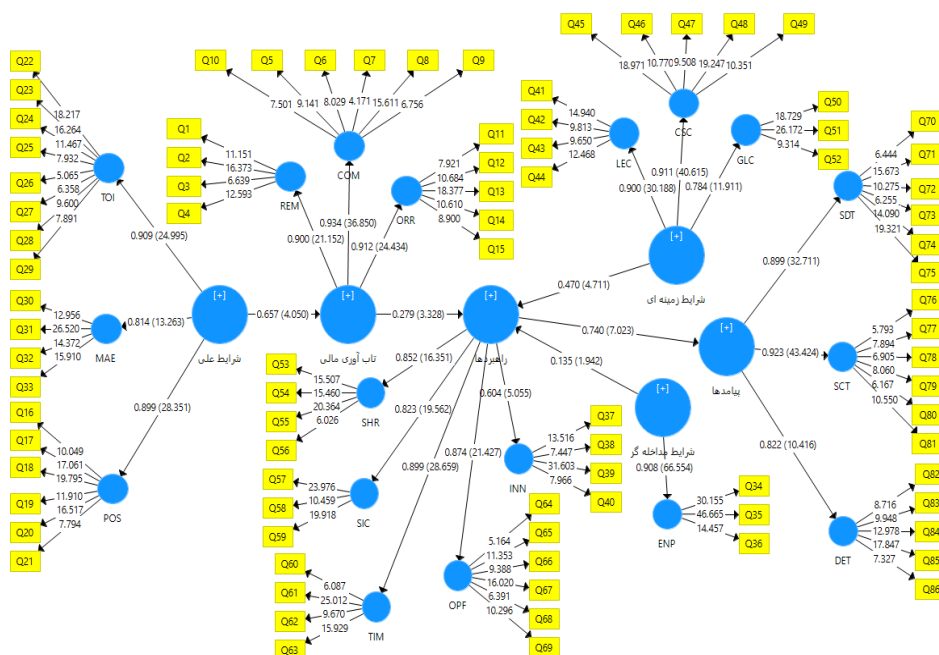 Q22
Q23
Q24
Q25
Q26
Q27
Q28
Q29
18.217
16.264
11.467
7.932
5.065
6.358
9.600
7.891
TOI
0.909 (24.995)
Q30
Q31
Q32
Q33
12.956
26.520
14.372
15.910
MAE
0.814 (13.263)
Q16
Q17
Q18
Q19
Q20
Q21
10.049
17.061
19.795
11.910
16.517
7.794
POS
0.899 (28.351)
[+]
شرایط علی
0.657 (4.050)
Q1
Q2
Q3
Q4
11.151
16.373
6.639
12.593
REM
0.900 (21.152)
Q10
Q5
Q6
Q7
Q8
Q9
7.501
9.141
8.029
4.171
15.611
6.756
COM
0.934 (36.850)
Q11
Q12
Q13
Q14
Q15
7.921
10.684
18.377
10.610
8.900
ORR
0.912 (24.434)
[+]
تاب آوری مالی
0.279 (3.328)
[+]
راهبردها
Q53
Q54
Q55
Q56
15.507
15.460
20.364
6.026
SHR
0.852 (16.351)
Q57
Q58
Q59
23.976
10.459
19.918
SIC
0.823 (19.562)
Q60
Q61
Q62
Q63
6.087
25.012
9.670
15.929
TIM
0.899 (28.659)
Q64
Q65
Q66
Q67
Q68
Q69
5.164
11.353
9.388
16.020
6.391
10.296
OPF
0.874 (21.427)
Q37
Q38
Q39
Q40
13.516
7.447
31.603
7.966
INN
0.604 (5.055)
Q41
Q42
Q43
Q44
14.940
9.813
9.650
12.468
LEC
0.900 (30.188)
Q45
Q46
Q47
Q48
Q49
18.971
10.770
9.508
19.247
10.351
CSC
0.911 (40.615)
Q50
Q51
Q52
18.729
26.172
9.314
GLC
0.784 (11.911)
[+]
شرایط زمینه ای
0.470 (4.711)
0.740 (7.023)
0.135 (1.942)
[+]
شرایط مداخله گر
0.908 (66.554)
Q34
Q35
Q36
30.155
46.665
14.457
ENP
[+]
پیامدها
Q70
Q71
Q72
Q73
Q74
Q75
6.444
15.673
10.275
6.255
14.090
19.321
SDT
0.899 (32.711)
Q76
Q77
Q78
Q79
Q80
Q81
5.793
7.894
6.905
8.060
6.167
10.550
SCT
0.923 (43.424)
Q82
Q83
Q84
Q85
Q86
8.716
9.948
12.978
17.847
7.327
DET
0.822 (10.416)